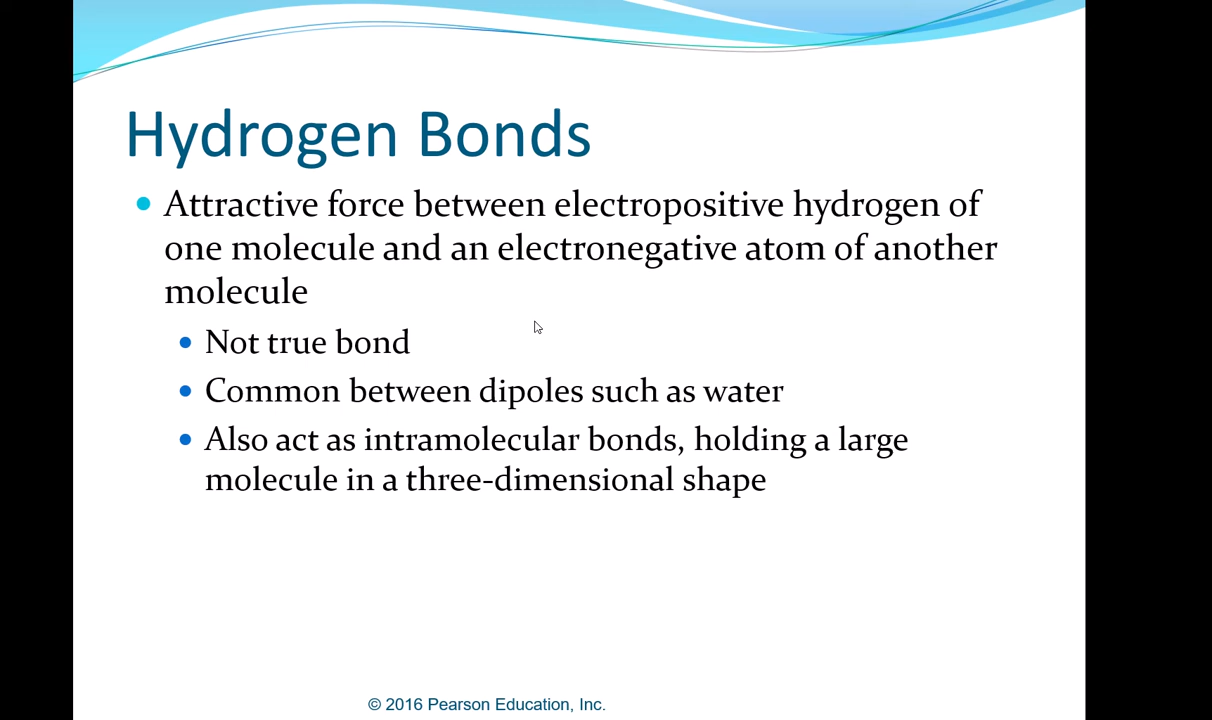 Hydrogen Bonds
• Attractive force between electropositive hydrogen of
one molecule and an electronegative atom of another
molecule
• Not true bond
• Common between dipoles such as water
• Also act as intramolecular bonds, holding a large
molecule in a three-dimensional shape
© 2016 Pearson Education, Inc.